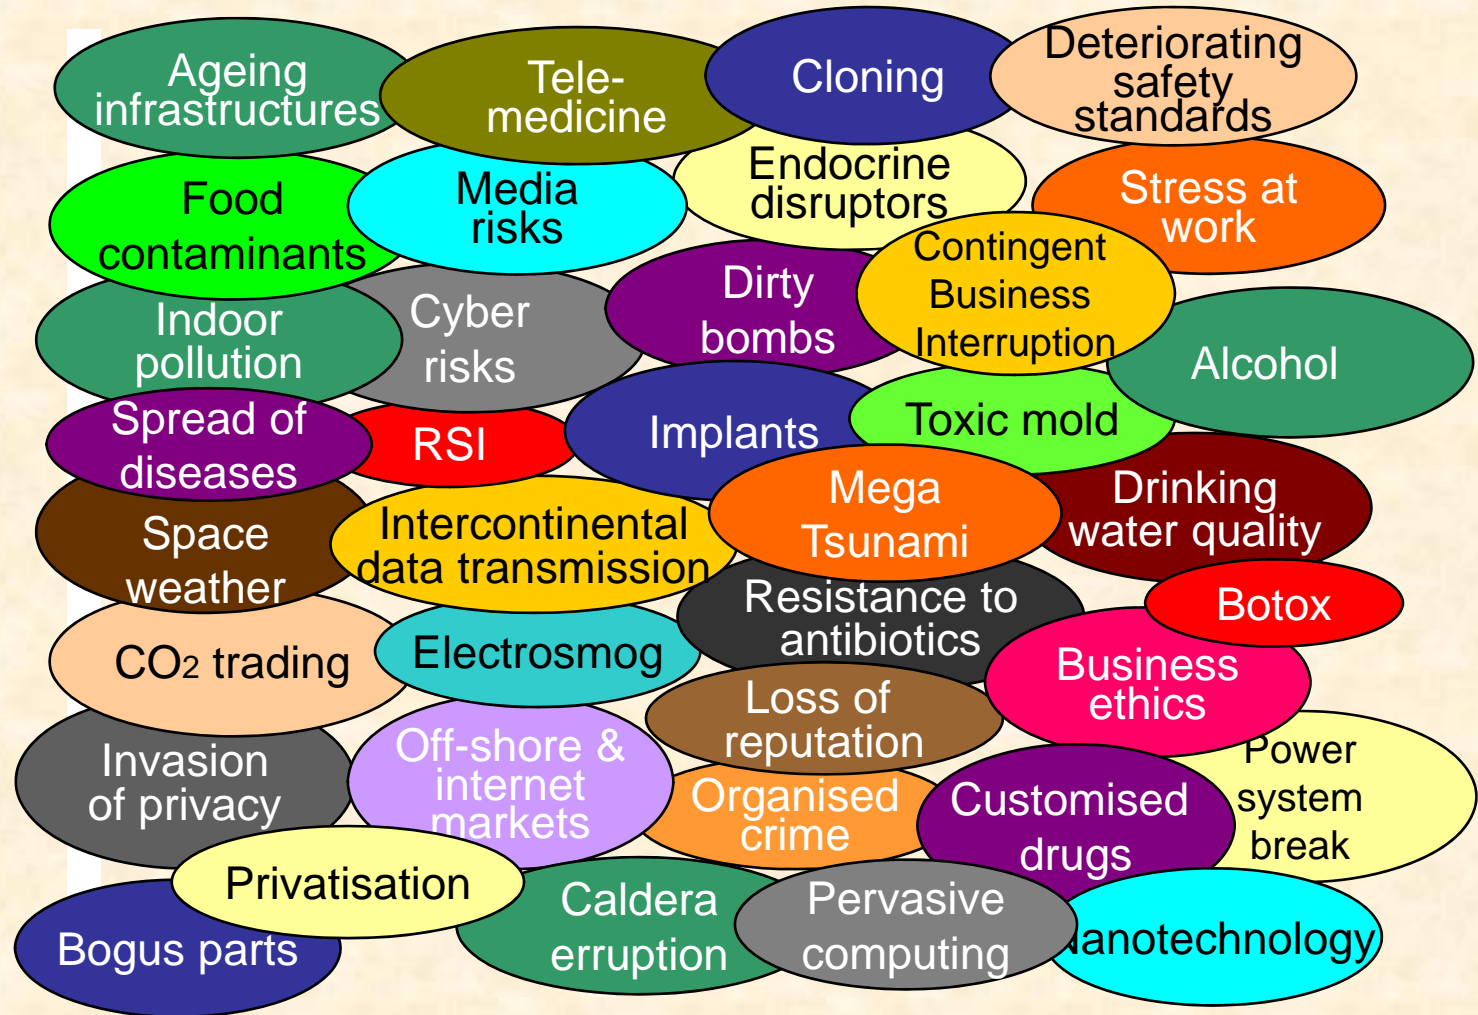 Ageing
infrastructures
Tele-
medicine
Cloning
Deteriorating
safety
standards
Food
contaminants
Media
risks
Endocrine
disruptors
Stress at
work
Indoor
pollution
Cyber
risks
Dirty
bombs
Contingent
Business
Interruption
Alcohol
Spread of
diseases
RSI
Implants
Toxic mold
Space
weather
Intercontinental
data transmission
Mega
Tsunami
Drinking
water quality
CO2 trading
Electrosmog
Resistance to
antibiotics
Botox
Business
ethics
Invasion
of privacy
Off-shore &
internet
markets
Loss of
reputation
Organised
crime
Customised
drugs
Power
system
break
Privatisation
Bogus parts
Caldera
erruption
Pervasive
computing
Nanotechnology